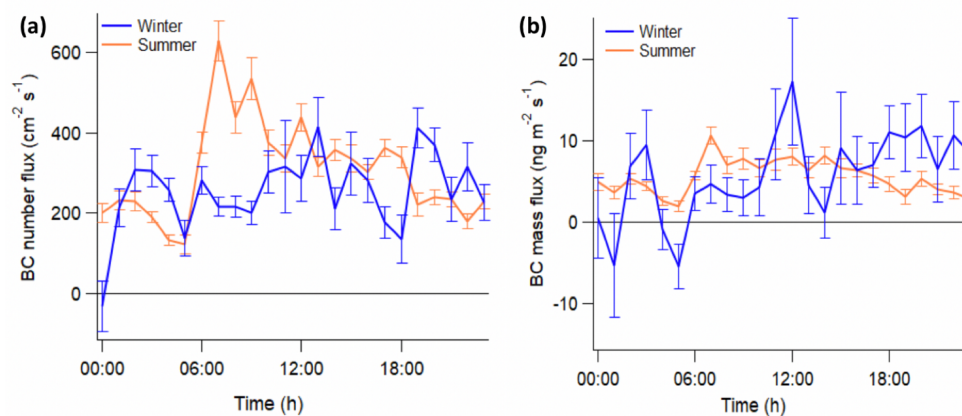 (a)
Winter
Summer
BC number flux (cm-2 s-1)
600
400
200
0
00:00 06:00 12:00 18:00
Time (h)
(b)
Winter
Summer
BC mass flux (ng m-2 s-1)
20
10
0
-10
00:00 06:00 12:00 18:00
Time (h)